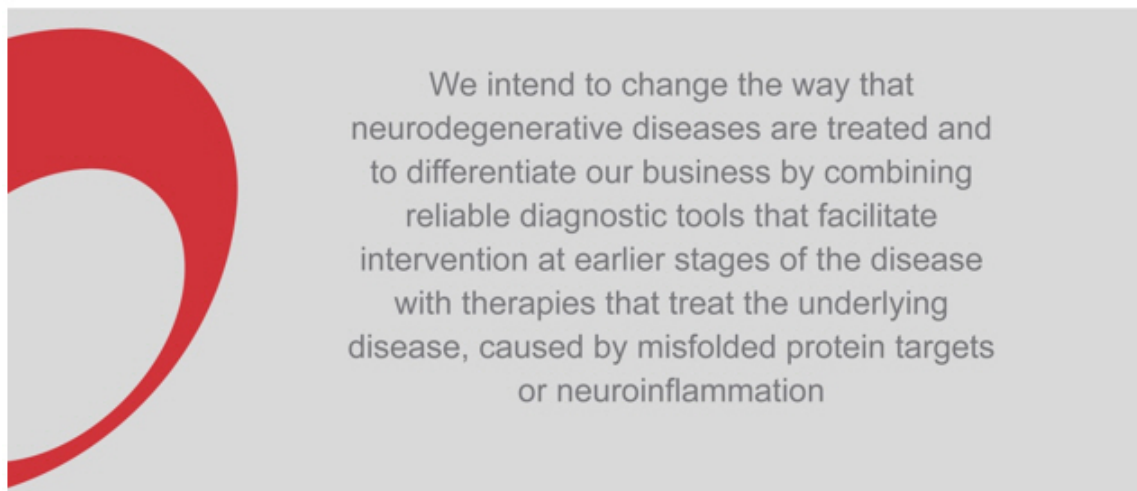 We intend to change the way that
neurodegenerative diseases are treated and
to differentiate our business by combining
reliable diagnostic tools that facilitate
intervention at earlier stages of the disease
with therapies that treat the underlying
disease, caused by misfolded protein targets
or neuroinflammation